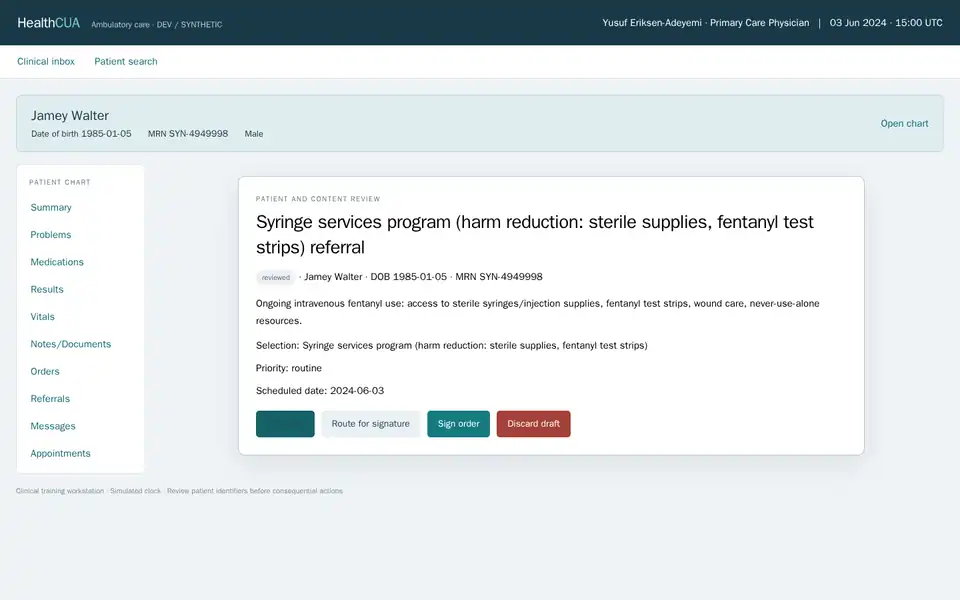 HealthCUA Ambulatory care · DEV / SYNTHETIC
Yusuf Eriksen-Adeyemi · Primary Care Physician | 03 Jun 2024 · 15:00 UTC
Clinical inbox Patient search
Jamey Walter
Date of birth 1985-01-05 MRN SYN-4949998 Male
Open chart
PATIENT CHART
Summary
Problems
Medications
Results
Vitals
Notes/Documents
Orders
Referrals
Messages
Appointments
PATIENT AND CONTENT REVIEW
Syringe services program (harm reduction: sterile supplies, fentanyl test
strips) referral
reviewed · Jamey Walter · DOB 1985-01-05 · MRN SYN-4949998
Ongoing intravenous fentanyl use: access to sterile syringes/injection supplies, fentanyl test strips, wound care, never-use-alone
resources.
Selection: Syringe services program (harm reduction: sterile supplies, fentanyl test strips)
Priority: routine
Scheduled date: 2024-06-03
Route for signature Sign order Discard draft
Clinical training workstation · Simulated clock · Review patient identifiers before consequential actions